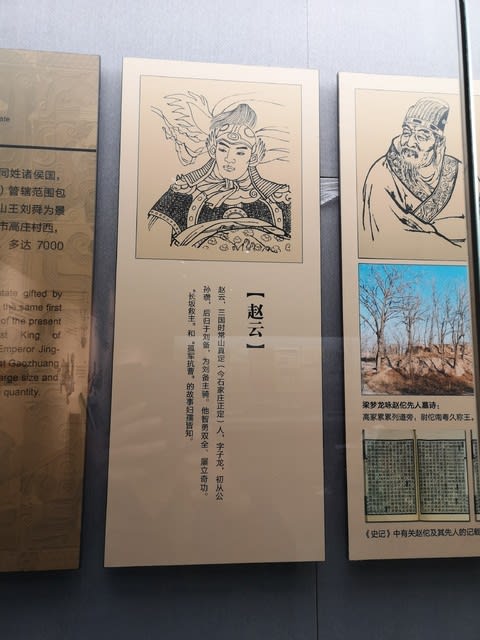 ate
同姓诸侯国，
）管辖范围包
山王刘舜为景
市高庄村西，
多达 7000
state gifted by
the same first
of the present
st King of
Emperor Jing-
at Gaozhuang
large size and
quantity.
【赵云】
赵云，三国时常山真定（今石家庄正定）人，字子龙，初从公
孙瓒，后归于刘备，为刘备主骑。他智勇双全、屡立奇功。
“长坂救主”和“孤军抗曹”的故事妇孺皆知。
梁梦龙咏赵佗先人墓诗：
高冢累累列道旁，尉佗南粤久称王。
《史记》中有关赵佗及其先人的记载